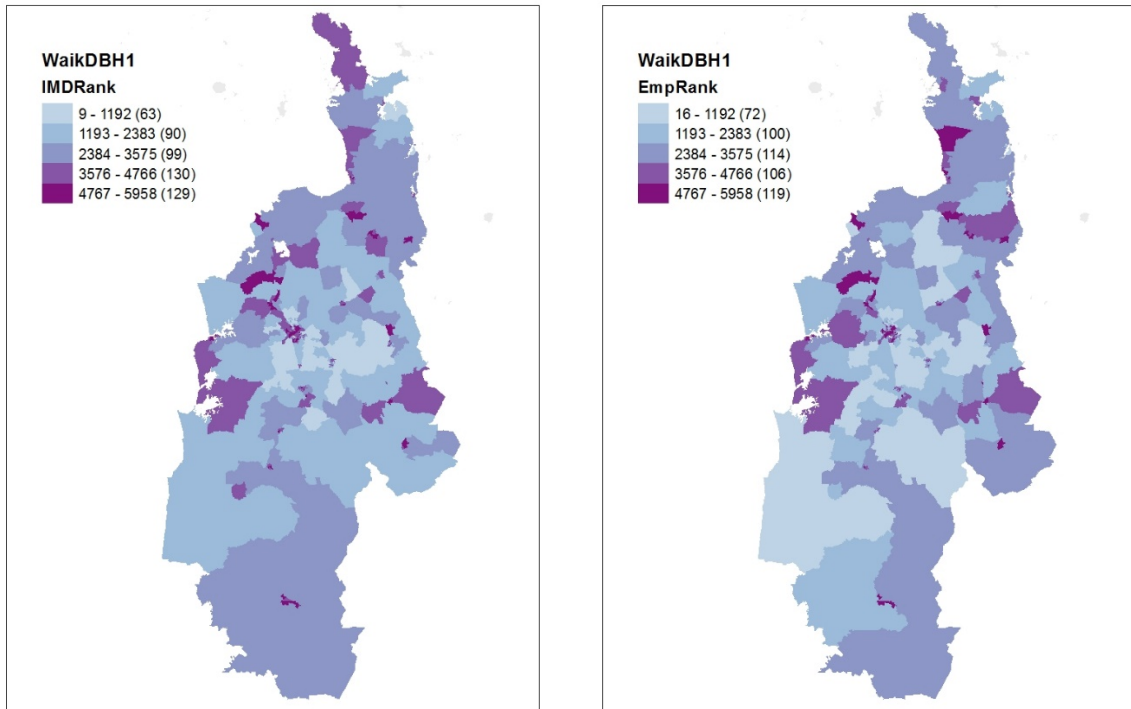 WaikDBH1
IMDRank
9 - 1192 (63)
1193 - 2383 (90)
2384 - 3575 (99)
3576 - 4766 (130)
4767 - 5958 (129)
WaikDBH1
EmpRank
16 - 1192 (72)
1193 - 2383 (100)
2384 - 3575 (114)
3576 - 4766 (106)
4767 - 5958 (119)